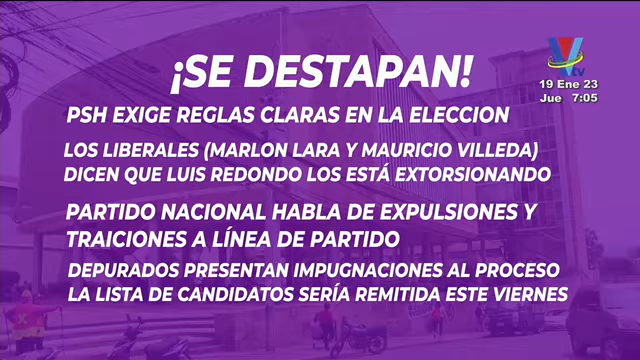 ¡SE DESTAPAN!
tv
19 Ene 23
Jue 7:05
PSH EXIGE REGLAS CLARAS EN LA ELECCION
LOS LIBERALES (MARLON LARA Y MAURICIO VILLEDA)
DICEN QUE LUIS REDONDO LOS ESTÁ EXTORSIONANDO
PARTIDO NACIONAL HABLA DE EXPULSIONES Y
TRAICIONES A LÍNEA DE PARTIDO
DEPURADOS PRESENTAN IMPUGNACIONES AL PROCESO
LA LISTA DE CANDIDATOS SERÍA REMITIDA ESTE VIERNES